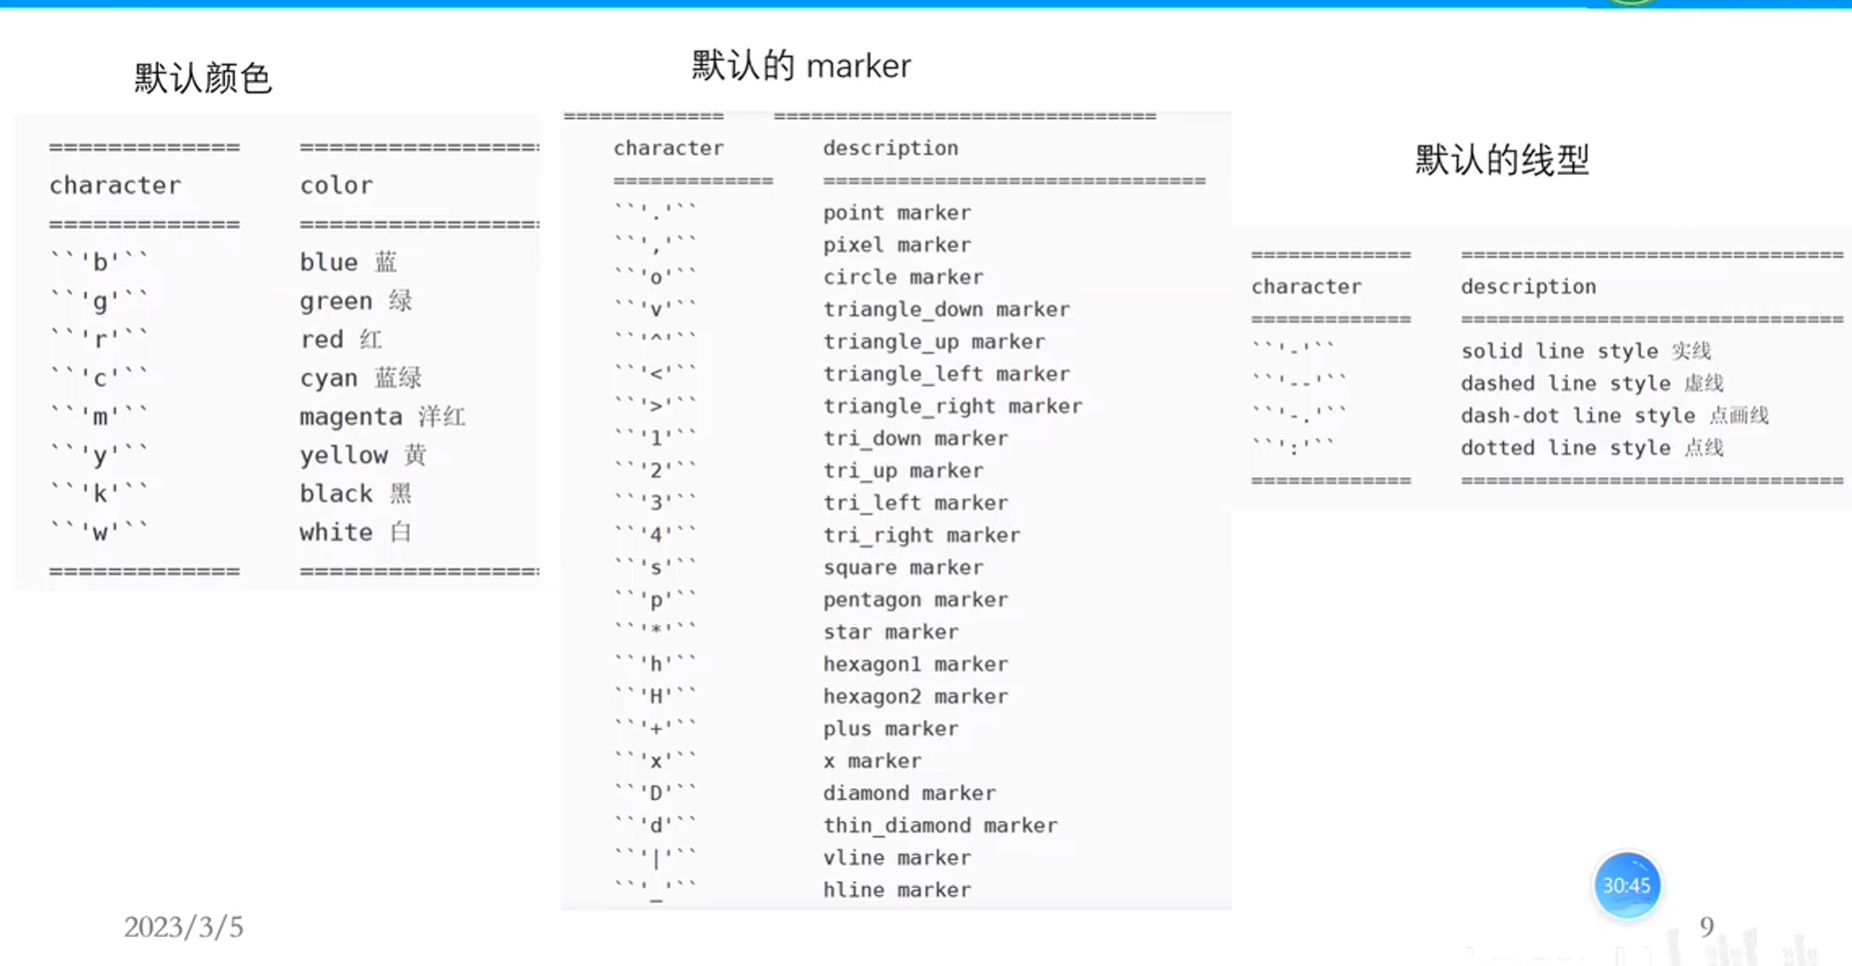 默认颜色
=============    =================
character    color
=============    =================
``'b'``    blue 蓝
``'g'``    green 绿
``'r'``    red 红
``'c'``    cyan 蓝绿
``'m'``    magenta 洋红
``'y'``    yellow 黄
``'k'``    black 黑
``'w'``    white 白
=============    =================
默认的 marker
=============    ===============================
character    description
=============    ===============================
``'.'``    point marker
``','``    pixel marker
``'o'``    circle marker
``'v'``    triangle_down marker
``'^'``    triangle_up marker
``'<'``    triangle_left marker
``'>'``    triangle_right marker
``'1'``    tri_down marker
``'2'``    tri_up marker
``'3'``    tri_left marker
``'4'``    tri_right marker
``'s'``    square marker
``'p'``    pentagon marker
``'*'``    star marker
``'h'``    hexagon1 marker
``'H'``    hexagon2 marker
``'+'``    plus marker
``'x'``    x marker
``'D'``    diamond marker
``'d'``    thin_diamond marker
``'|'``    vline marker
``'_'``    hline marker
默认的线型
=============    ===============================
character    description
=============    ===============================
``'-'``    solid line style 实线
``'--'``    dashed line style 虚线
``'-.'``    dash-dot line style 点画线
``':'``    dotted line style 点线
=============    ===============================
30:45
2023/3/5
9